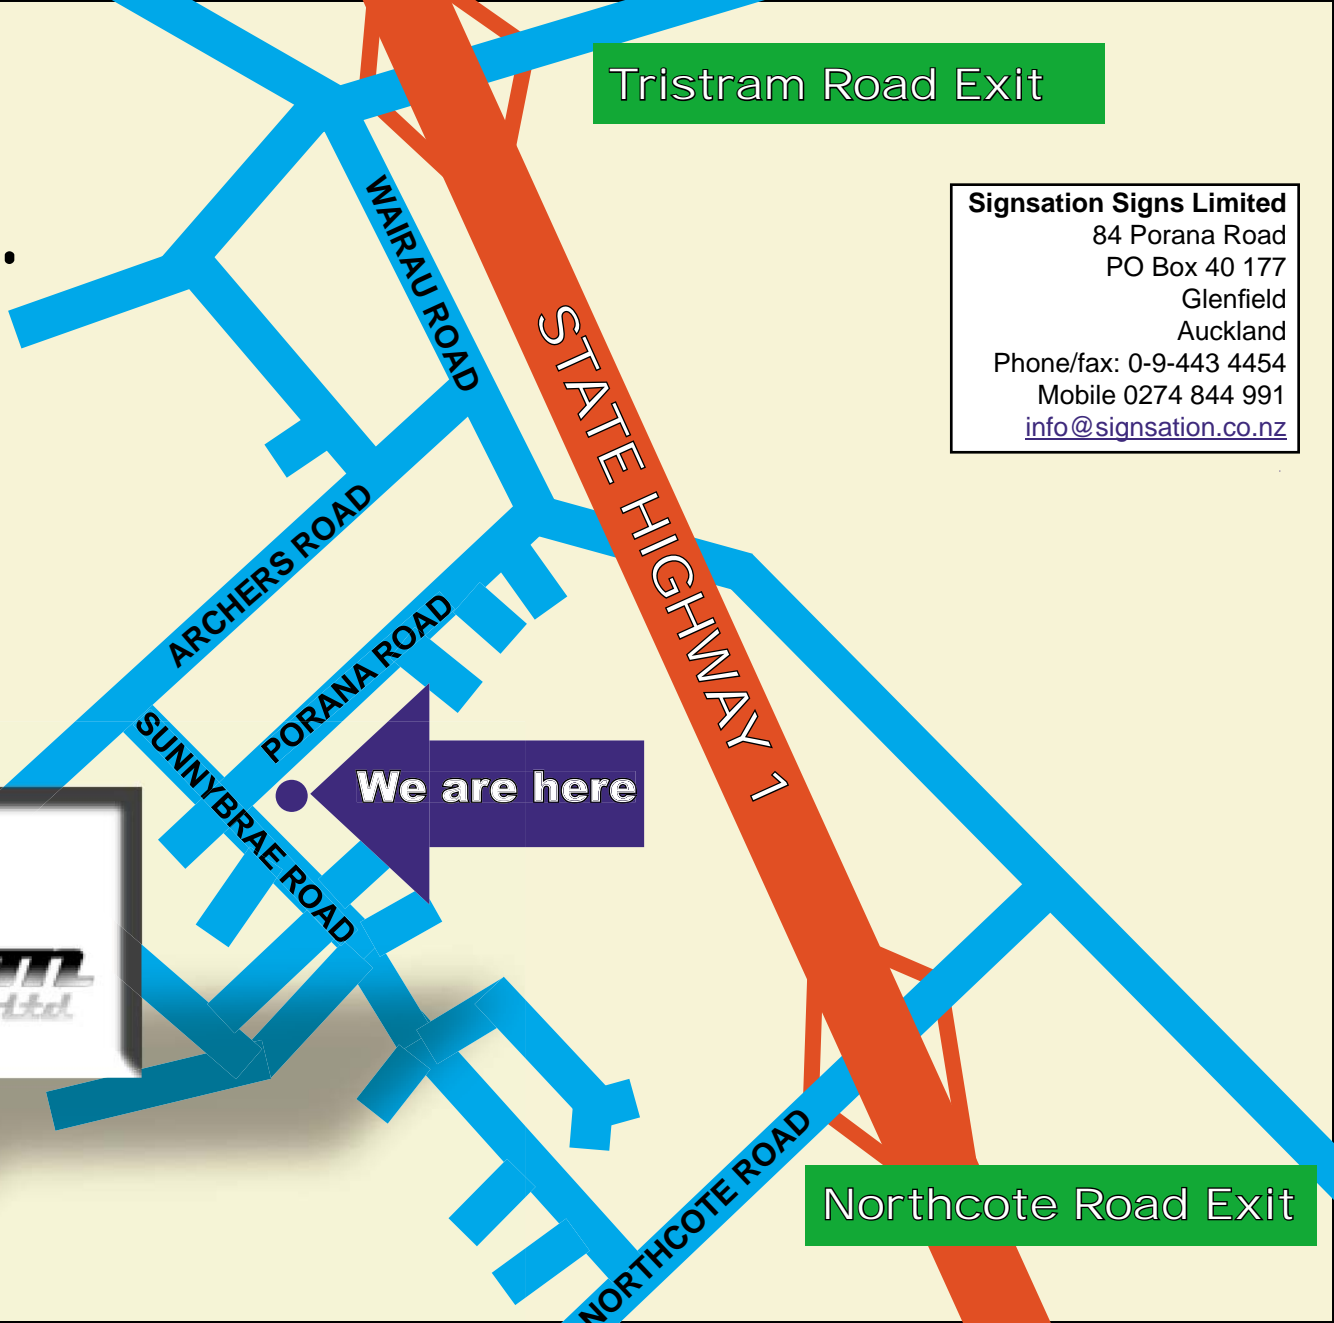 Tristram Road Exit
Signsation Signs Limited
84 Porana Road
PO Box 40 177
Glenfield
Auckland
Phone/fax: 0-9-443 4454
Mobile 0274 844 991
info@signsation.co.nz
WAIRAU ROAD
STATE HIGHWAY 1
ARCHERS ROAD
PORANA ROAD
SUNNYBRAE ROAD
We are here
Ltd
NORTHCOTE ROAD
Northcote Road Exit